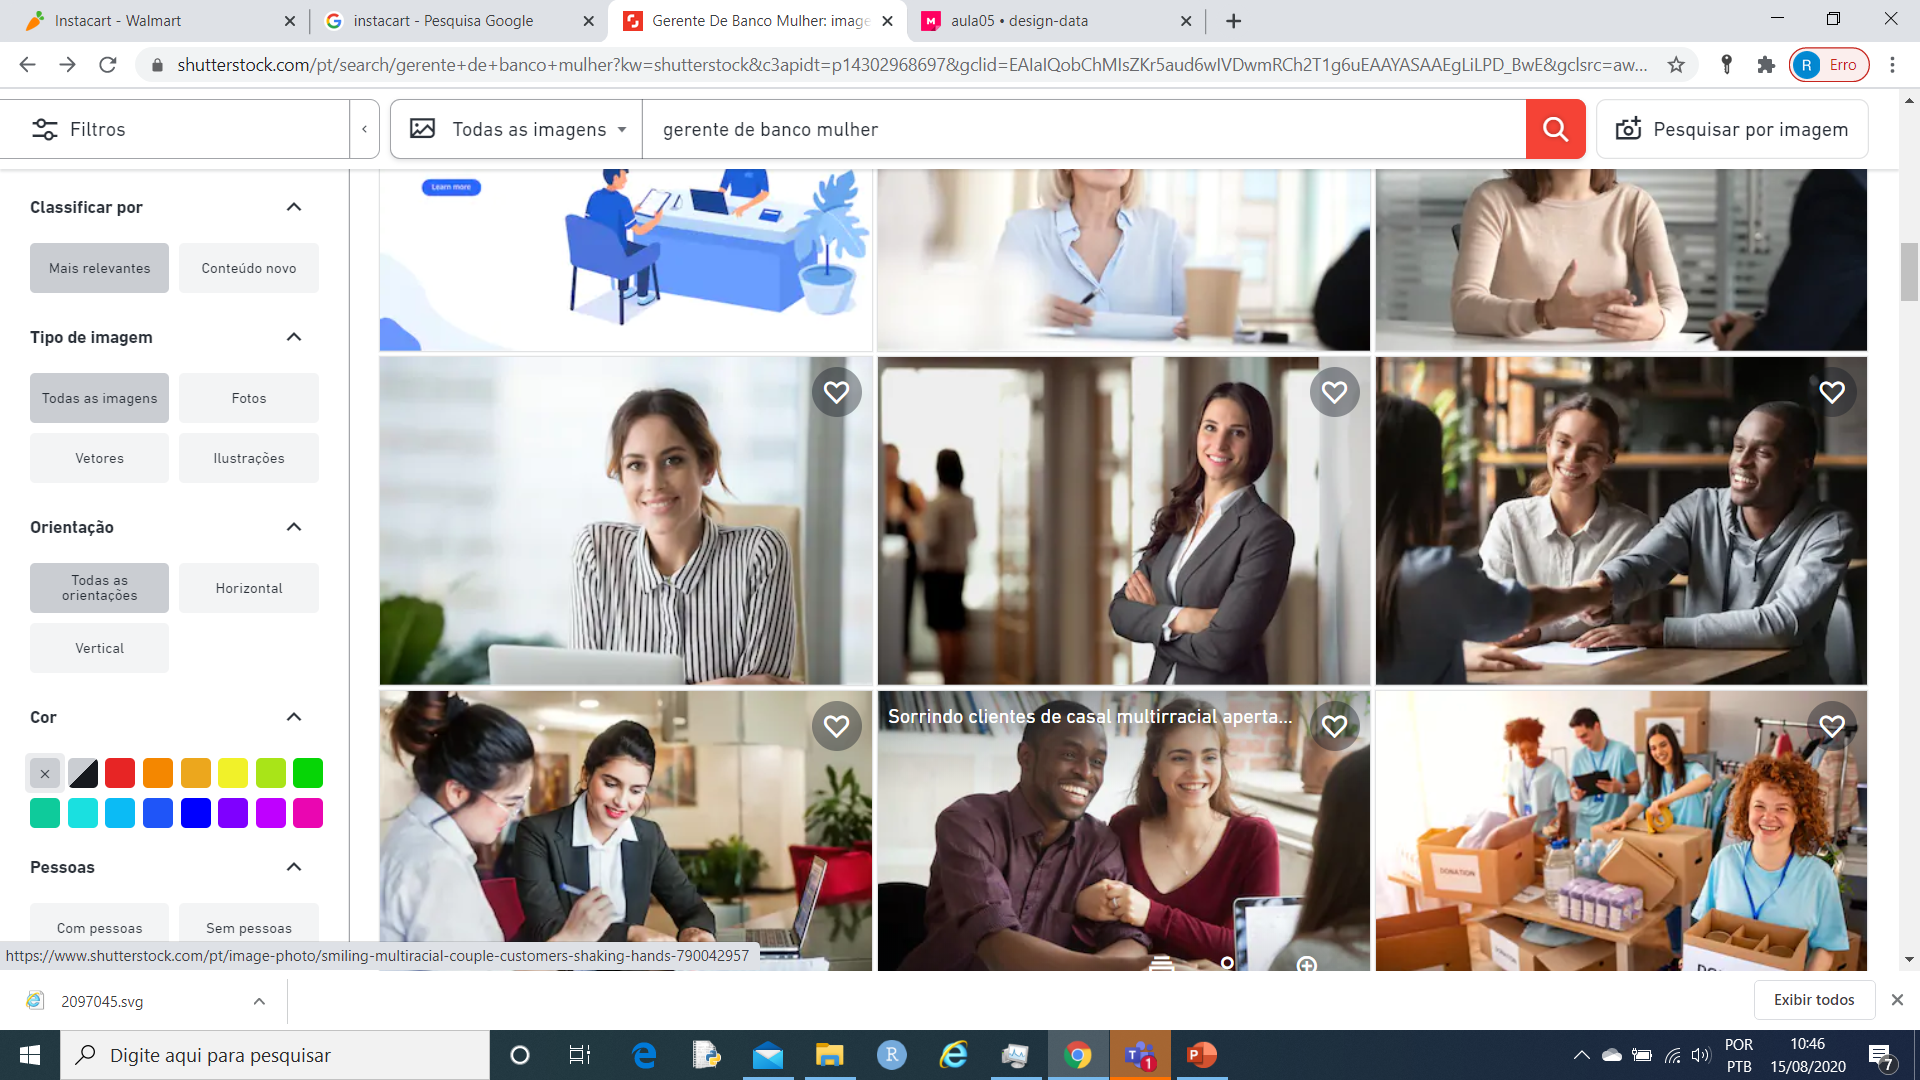 Instacart - Walmart
instacart - Pesquisa Google
Gerente De Banco Mulher: image
aula05 • design-data
shutterstock.com/pt/search/gerente+de+banco+mulher?kw=shutterstock&c3apidt=p14302968697&gclid=EAIaIQobChMIsZKr5aud6wIVDwmRCh2T1g6uEAAYASAAEgLiLPD_BwE&gclsrc=aw...
R Erro
Filtros
Todas as imagens
gerente de banco mulher
Pesquisar por imagem
Classificar por
Mais relevantes
Conteúdo novo
Tipo de imagem
Todas as imagens
Fotos
Vetores
Ilustrações
Orientação
Todas as
orientações
Horizontal
Vertical
Cor
Pessoas
Com pessoas
Sem pessoas
Learn more
Sorrindo clientes de casal multirracial aperta...
DONATION
https://www.shutterstock.com/pt/image-photo/smiling-multiracial-couple-customers-shaking-hands-790042957
2097045.svg
Exibir todos
Digite aqui para pesquisar
R
1
P
POR
PTB
10:46
15/08/2020
7